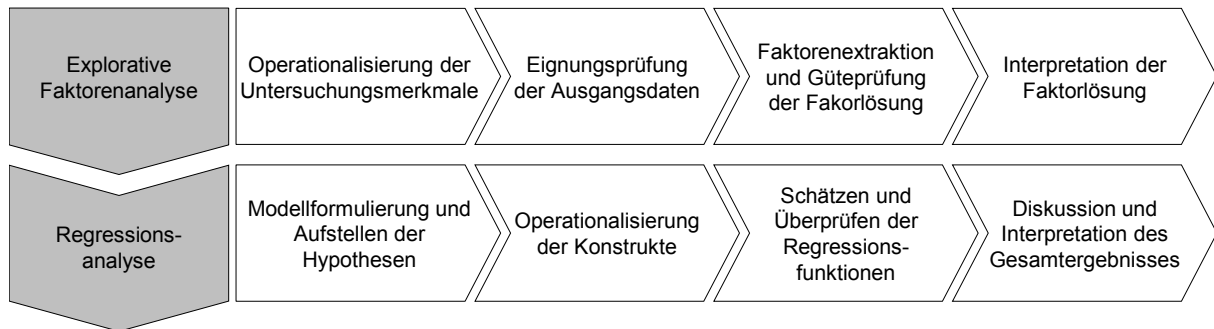 Explorative
Faktorenanalyse
Operationalisierung der
Untersuchungsmerkmale
Eignungsprüfung
der Ausgangsdaten
Faktorenextraktion
und Güteprüfung
der Fakorlösung
Interpretation der
Faktorlösung
Regressions-
analyse
Modellformulierung und
Aufstellen der
Hypothesen
Operationalisierung
der Konstrukte
Schätzen und
Überprüfen der
Regressions-
funktionen
Diskussion und
Interpretation des
Gesamtergebnisses